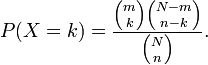 P(X = k) = \frac{\binom{m}{k}\binom{N-m}{n-k}}{\binom{N}{n}}.